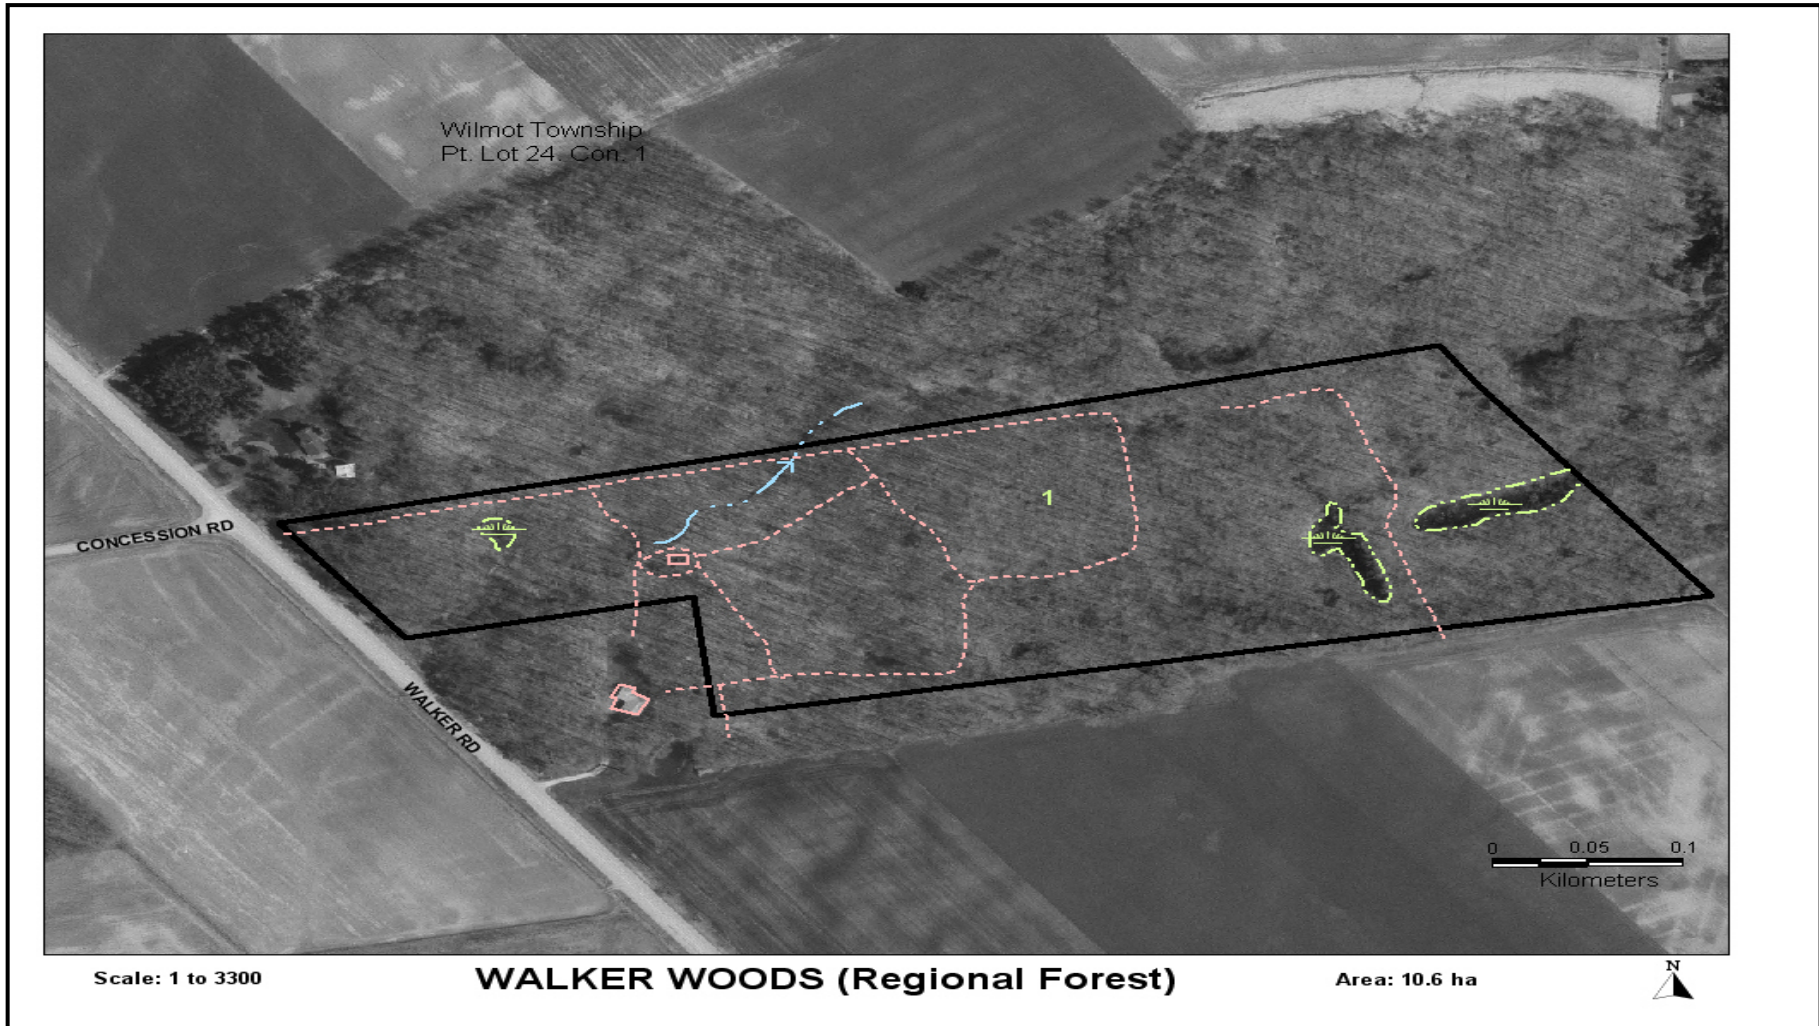 Wilmot Township
Pt. Lot 24. Con. 1
1
CONCESSION RD
WALKER RD
0 0.05 0.1
Kilometers
Scale: 1 to 3300
WALKER WOODS (Regional Forest)
Area: 10.6 ha
N